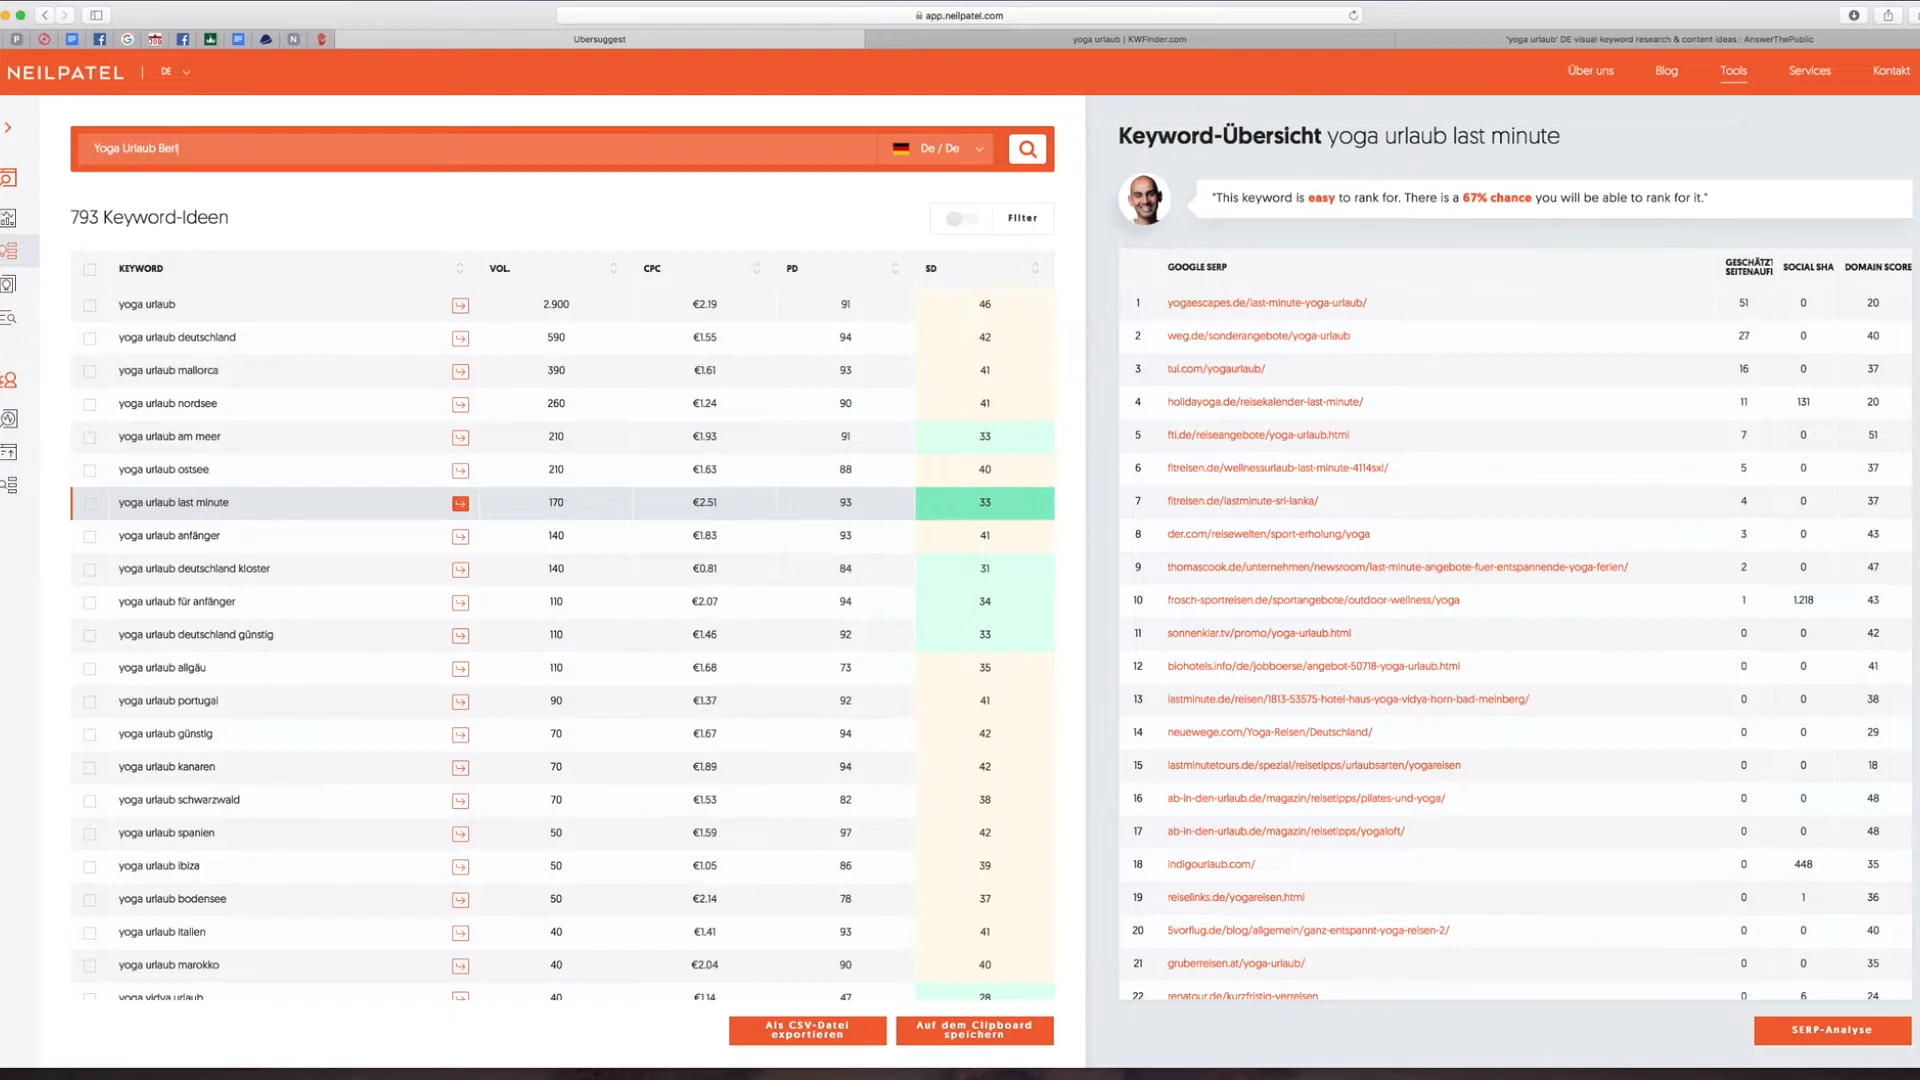 app.neilpatel.com
Ubersuggest
yoga urlaub | KWFinder.com
'yoga urlaub' DE visual keyword research & content ideas : AnswerThePublic
NEILPATEL | DE
Über uns Blog Tools Services Kontakt
Yoga Urlaub Berl
De / De
793 Keyword-Ideen
Filter
KEYWORD VOL. CPC PD SD
yoga urlaub 2.900 €2.19 91 46
yoga urlaub deutschland 590 €1.55 94 42
yoga urlaub mallorca 390 €1.61 93 41
yoga urlaub nordsee 260 €1.24 90 41
yoga urlaub am meer 210 €1.93 91 33
yoga urlaub ostsee 210 €1.63 88 40
yoga urlaub last minute 170 €2.51 93 33
yoga urlaub anfänger 140 €1.83 93 41
yoga urlaub deutschland kloster 140 €0.81 84 31
yoga urlaub für anfänger 110 €2.07 94 34
yoga urlaub deutschland günstig 110 €1.46 92 33
yoga urlaub allgäu 110 €1.68 73 35
yoga urlaub portugal 90 €1.37 92 41
yoga urlaub günstig 70 €1.67 94 42
yoga urlaub kanaren 70 €1.89 94 42
yoga urlaub schwarzwald 70 €1.53 82 38
yoga urlaub spanien 50 €1.59 97 42
yoga urlaub ibiza 50 €1.05 86 39
yoga urlaub bodensee 50 €2.14 78 37
yoga urlaub italien 40 €1.41 93 41
yoga urlaub marokko 40 €2.04 90 40
yoga vidya urlaub 40 €1.14 47 28
Als CSV-Datei
exportieren
Auf dem Clipboard
speichern
Keyword-Übersicht yoga urlaub last minute
"This keyword is easy to rank for. There is a 67% chance you will be able to rank for it."
GOOGLE SERP GESCHÄTZT SEITENAUFI SOCIAL SHA DOMAIN SCORE
1 yogaescapes.de/last-minute-yoga-urlaub/ 51 0 20
2 weg.de/sonderangebote/yoga-urlaub 27 0 40
3 tui.com/yogaurlaub/ 16 0 37
4 holidayoga.de/reisekalender-last-minute/ 11 131 20
5 fti.de/reiseangebote/yoga-urlaub.html 7 0 51
6 fitreisen.de/wellnessurlaub-last-minute-4114sxl/ 5 0 37
7 fitreisen.de/lastminute-sri-lanka/ 4 0 37
8 der.com/reisewelten/sport-erholung/yoga 3 0 43
9 thomascook.de/unternehmen/newsroom/last-minute-angebote-fuer-entspannende-yoga-ferien/ 2 0 47
10 frosch-sportreisen.de/sportangebote/outdoor-wellness/yoga 1 1.218 43
11 sonnenklar.tv/promo/yoga-urlaub.html 0 0 42
12 biohotels.info/de/jobboerse/angebot-50718-yoga-urlaub.html 0 0 41
13 lastminute.de/reisen/1813-53575-hotel-haus-yoga-vidya-horn-bad-meinberg/ 0 0 38
14 neuewege.com/Yoga-Reisen/Deutschland/ 0 0 29
15 lastminutetours.de/spezial/reisetipps/urlaubsarten/yogareisen 0 0 18
16 ab-in-den-urlaub.de/magazin/reisetipps/pilates-und-yoga/ 0 0 48
17 ab-in-den-urlaub.de/magazin/reisetipps/yogaloft/ 0 0 48
18 indigourlaub.com/ 0 448 35
19 reiselinks.de/yogareisen.html 0 1 36
20 5vorflug.de/blog/allgemein/ganz-entspannt-yoga-reisen-2/ 0 0 40
21 gruberreisen.at/yoga-urlaub/ 0 0 35
22 renatour.de/kurzfristig-verreisen 0 6 24
SERP-Analyse